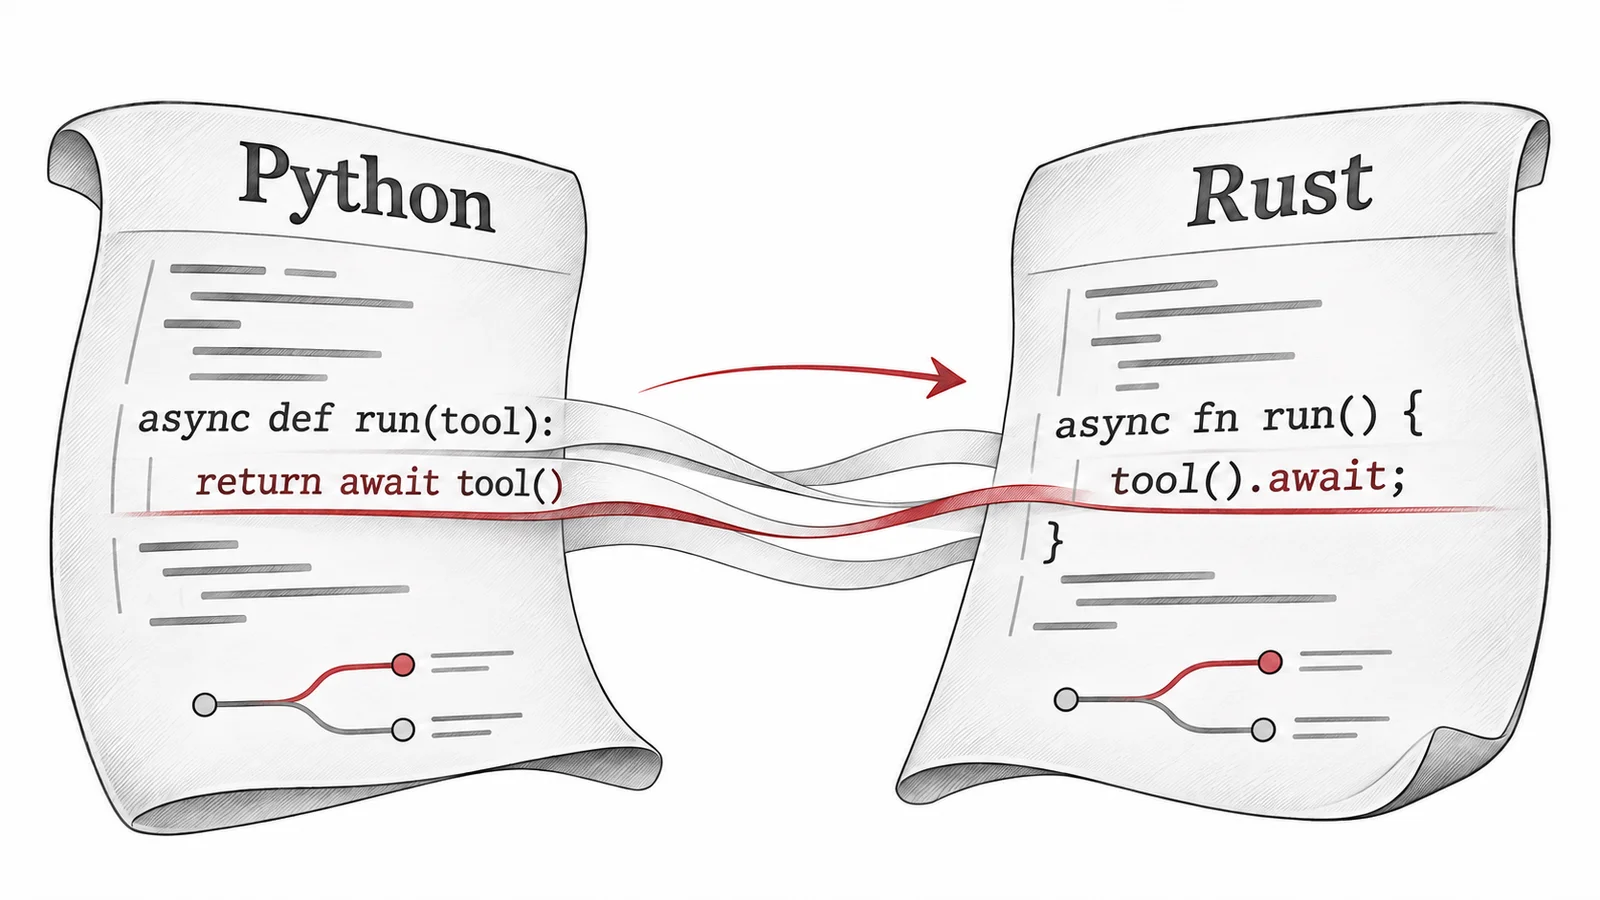 Python
async def run(tool):
return await tool()
Rust
async fn run() {
tool().await;
}